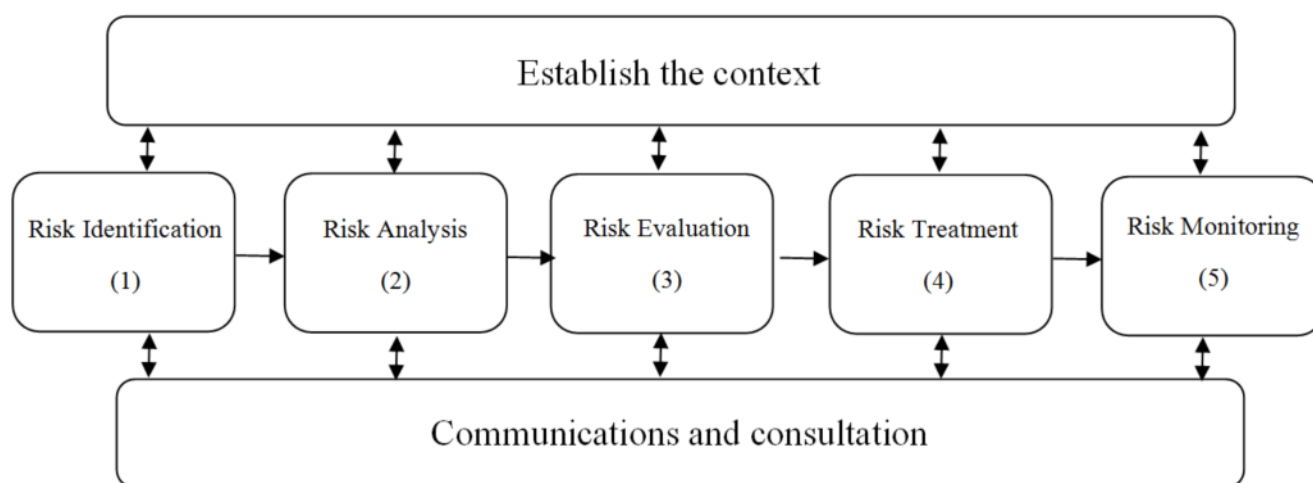 Establish the context
Risk Identification
(1)
Risk Analysis
(2)
Risk Evaluation
(3)
Risk Treatment
(4)
Risk Monitoring
(5)
Communications and consultation